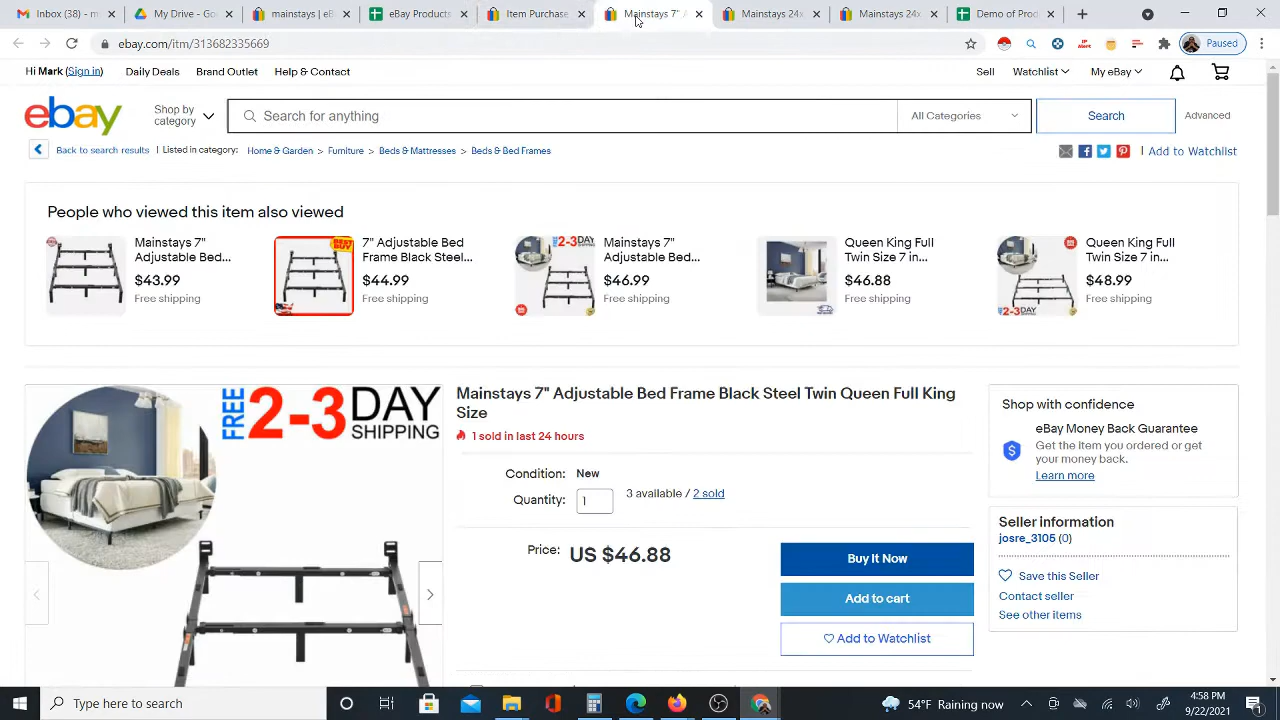 Inbox (38) -
My Drive - Goo
mainstays | eB
eBay Products
Item Purchase
Mainstays 7" /
Mainstays 24
Mainstays 24x
Demo of Prod
ebay.com/itm/313682335669
Paused
Hi Mark (Sign in)
Daily Deals
Brand Outlet
Help & Contact
Sell
Watchlist
My eBay
ebay
Shop by category
Search for anything
All Categories
Search
Advanced
Back to search results
Listed in category:
Home & Garden > Furniture > Beds & Mattresses > Beds & Bed Frames
Add to Watchlist
People who viewed this item also viewed
Mainstays 7"
Adjustable Bed...
$43.99
Free shipping
BEST BUY
7" Adjustable Bed
Frame Black Steel...
$44.99
Free shipping
2-3 DAY
Mainstays 7"
Adjustable Bed...
$46.99
Free shipping
Queen King Full
Twin Size 7 in...
$46.88
Free shipping
2-3 DAY
Queen King Full
Twin Size 7 in...
$48.99
Free shipping
FREE 2-3 DAY
SHIPPING
Mainstays 7" Adjustable Bed Frame Black Steel Twin Queen Full King
Size
1 sold in last 24 hours
Condition: New
Quantity: 1 3 available / 2 sold
Price: US $46.88
Buy It Now
Add to cart
Add to Watchlist
Shop with confidence
eBay Money Back Guarantee
Get the item you ordered or get
your money back.
Learn more
Seller information
josre_3105 (0)
Save this Seller
Contact seller
See other items
Type here to search
54°F Raining now
4:58 PM
9/22/2021